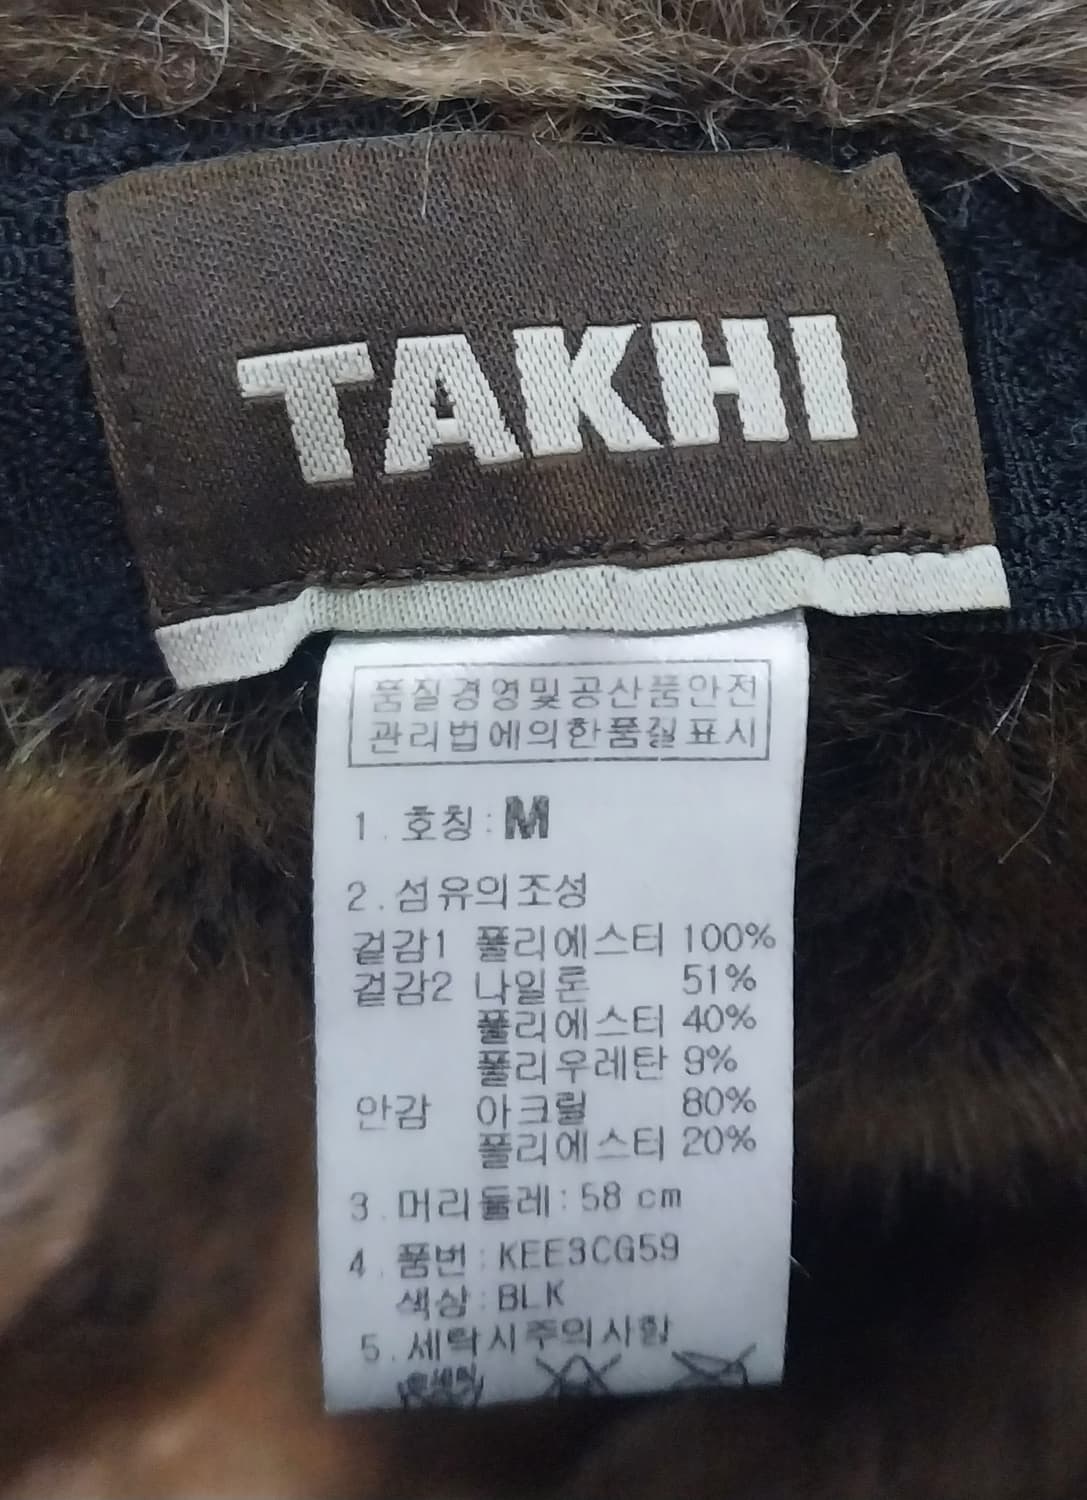 TAKHI
품질경영및공산품안전
관리법에의한품질표시
1. 호칭: M
2. 섬유의조성
겉감1 폴리에스터 100%
겉감2 나일론 51%
폴리에스터 40%
폴리우레탄 9%
안감 아크릴 80%
폴리에스터 20%
3. 머리둘레: 58 cm
4. 품번: KEE3CG59
색상: BLK
5. 세탁시주의사항
손세탁